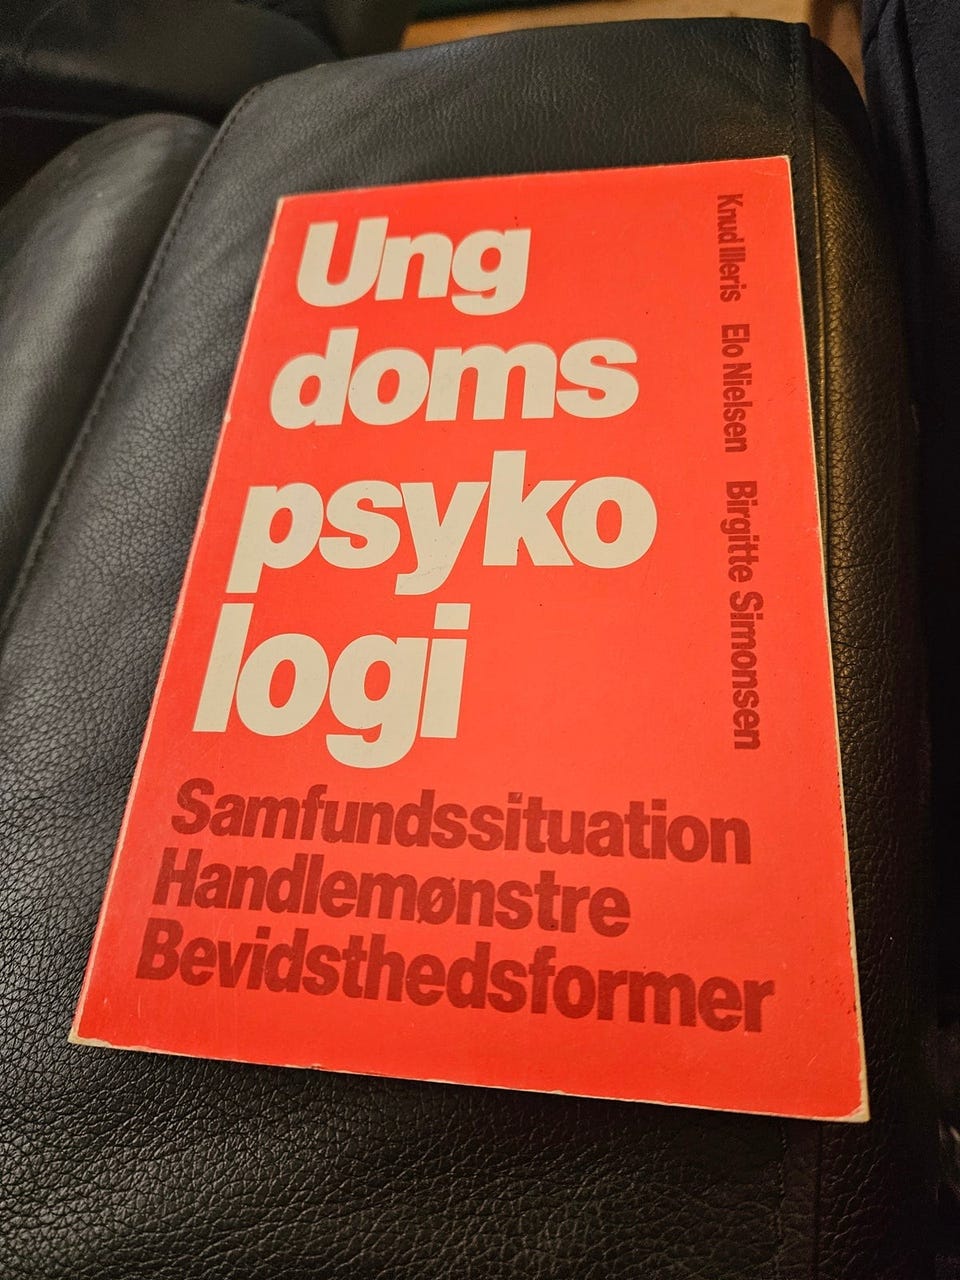 Ung
doms
psyko
logi
Knud Illeris Elo Nielsen Birgitte Simonsen
Samfundssituation
Handlemønstre
Bevidsthedsformer